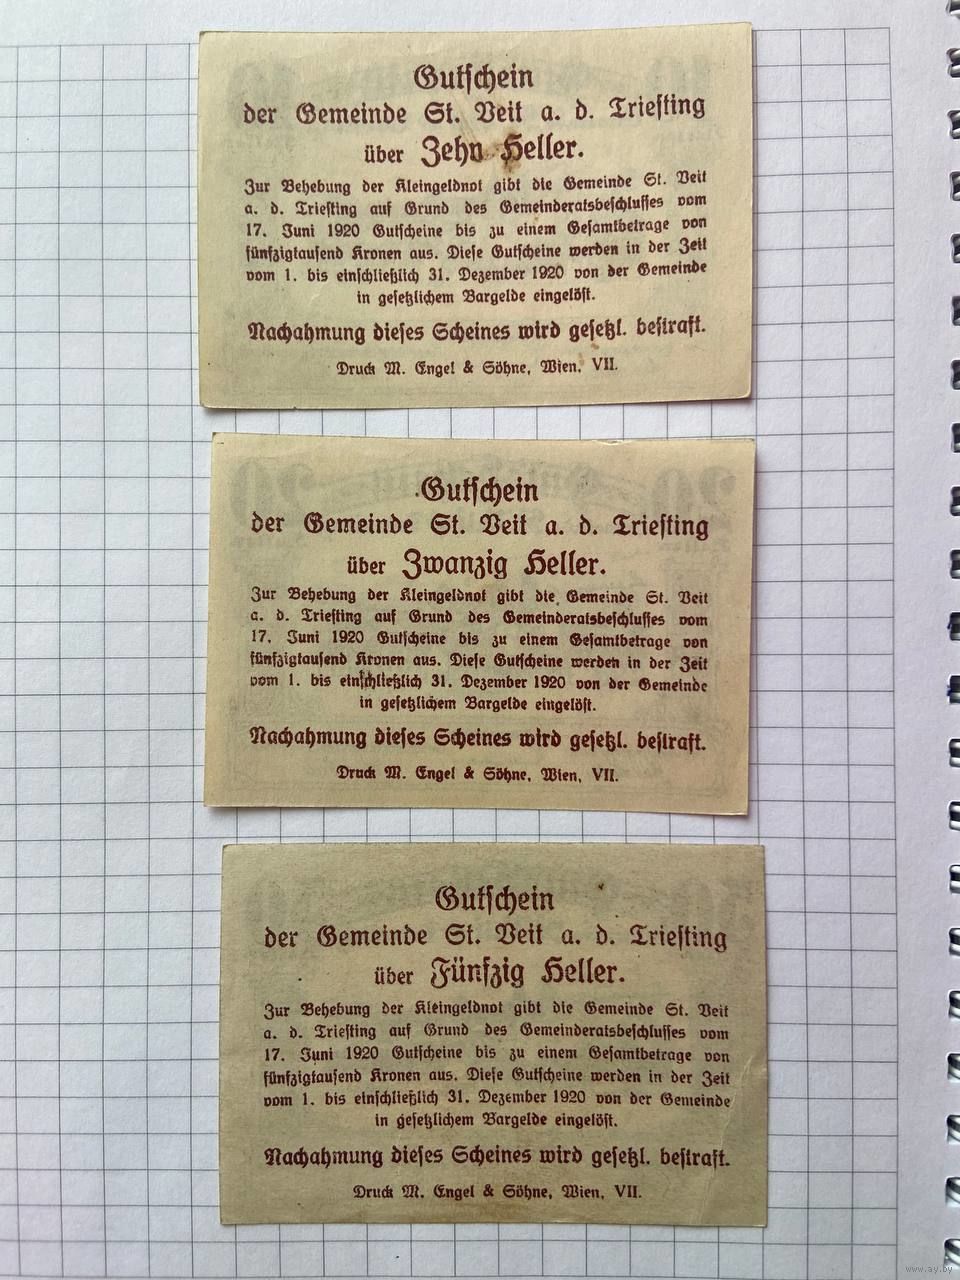 Gutschein
der Gemeinde St. Veit a. d. Triesting
über Zehn Heller.
Zur Behebung der Kleingeldnot gibt die Gemeinde St. Veit
a. d. Triesting auf Grund des Gemeinderatsbeschlusses vom
17. Juni 1920 Gutscheine bis zu einem Gesamtbetrage von
fünfzigtausend Kronen aus. Diese Gutscheine werden in der Zeit
vom 1. bis einschließlich 31. Dezember 1920 von der Gemeinde
in gesetzlichem Bargelde eingelöst.
Nachahmung dieses Scheines wird gesetzl. bestraft.
Druck M. Engel & Söhne, Wien, VII.
Gutschein
der Gemeinde St. Veit a. d. Triesting
über Zwanzig Heller.
Zur Behebung der Kleingeldnot gibt die Gemeinde St. Veit
a. d. Triesting auf Grund des Gemeinderatsbeschlusses vom
17. Juni 1920 Gutscheine bis zu einem Gesamtbetrage von
fünfzigtausend Kronen aus. Diese Gutscheine werden in der Zeit
vom 1. bis einschließlich 31. Dezember 1920 von der Gemeinde
in gesetzlichem Bargelde eingelöst.
Nachahmung dieses Scheines wird gesetzl. bestraft.
Druck M. Engel & Söhne, Wien, VII.
Gutschein
der Gemeinde St. Veit a. d. Triesting
über Fünfzig Heller.
Zur Behebung der Kleingeldnot gibt die Gemeinde St. Veit
a. d. Triesting auf Grund des Gemeinderatsbeschlusses vom
17. Juni 1920 Gutscheine bis zu einem Gesamtbetrage von
fünfzigtausend Kronen aus. Diese Gutscheine werden in der Zeit
vom 1. bis einschließlich 31. Dezember 1920 von der Gemeinde
in gesetzlichem Bargelde eingelöst.
Nachahmung dieses Scheines wird gesetzl. bestraft.
Druck M. Engel & Söhne, Wien, VII.
www.ay.by